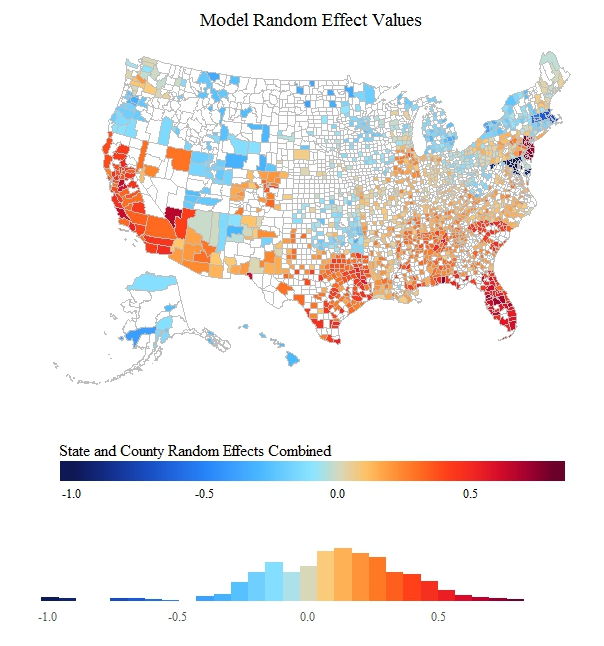 Model Random Effect Values
State and County Random Effects Combined
-1.0 -0.5 0.0 0.5
-1.0 -0.5 0.0 0.5